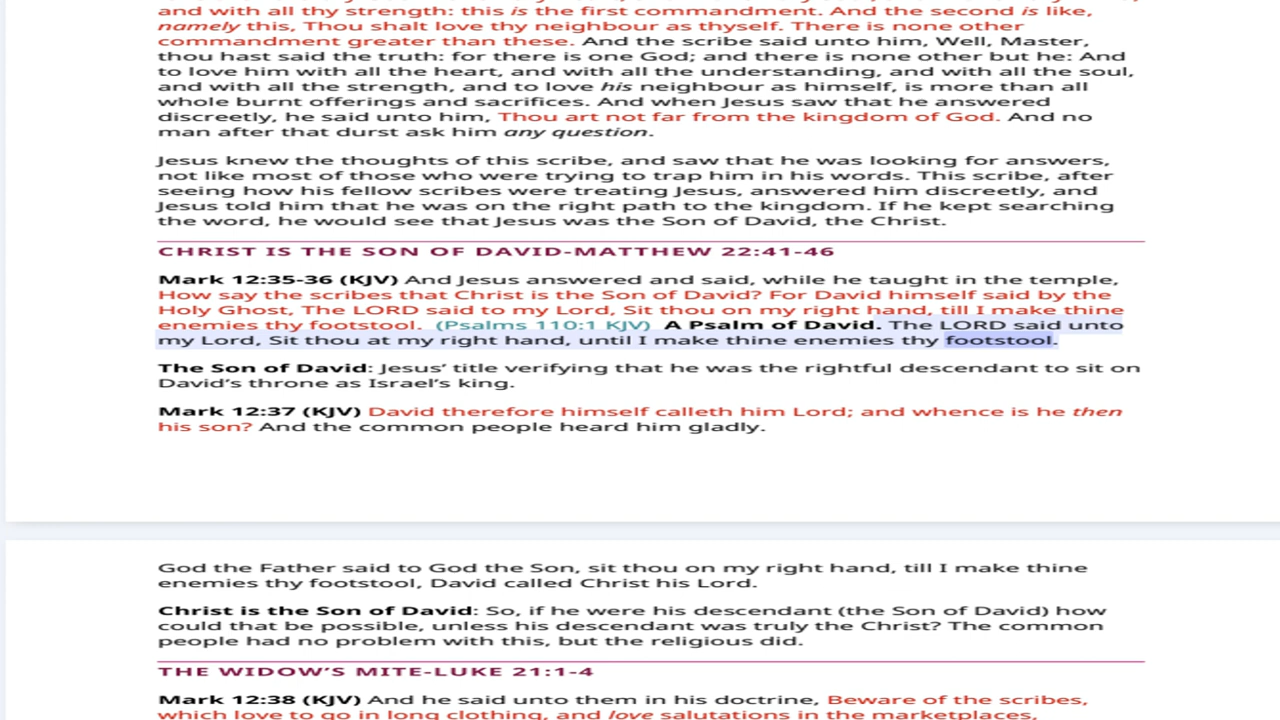 and with all thy strength: this is the first commandment. And the second is like,
namely this, Thou shalt love thy neighbour as thyself. There is none other
commandment greater than these. And the scribe said unto him, Well, Master,
thou hast said the truth: for there is one God; and there is none other but he: And
to love him with all the heart, and with all the understanding, and with all the soul,
and with all the strength, and to love his neighbour as himself, is more than all
whole burnt offerings and sacrifices. And when Jesus saw that he answered
discreetly, he said unto him, Thou art not far from the kingdom of God. And no
man after that durst ask him any question.
Jesus knew the thoughts of this scribe, and saw that he was looking for answers,
not like most of those who were trying to trap him in his words. This scribe, after
seeing how his fellow scribes were treating Jesus, answered him discreetly, and
Jesus told him that he was on the right path to the kingdom. If he kept searching
the word, he would see that Jesus was the Son of David, the Christ.
CHRIST IS THE SON OF DAVID-MATTHEW 22:41-46
Mark 12:35-36 (KJV) And Jesus answered and said, while he taught in the temple,
How say the scribes that Christ is the Son of David? For David himself said by the
Holy Ghost, The LORD said to my Lord, Sit thou on my right hand, till I make thine
enemies thy footstool. (Psalms 110:1 KJV) A Psalm of David. The LORD said unto
my Lord, Sit thou at my right hand, until I make thine enemies thy footstool.
The Son of David: Jesus’ title verifying that he was the rightful descendant to sit on
David’s throne as Israel’s king.
Mark 12:37 (KJV) David therefore himself calleth him Lord; and whence is he then
his son? And the common people heard him gladly.
God the Father said to God the Son, sit thou on my right hand, till I make thine
enemies thy footstool, David called Christ his Lord.
Christ is the Son of David: So, if he were his descendant (the Son of David) how
could that be possible, unless his descendant was truly the Christ? The common
people had no problem with this, but the religious did.
THE WIDOW’S MITE-LUKE 21:1-4
Mark 12:38 (KJV) And he said unto them in his doctrine, Beware of the scribes,
which love to go in long clothing, and love salutations in the marketplaces,